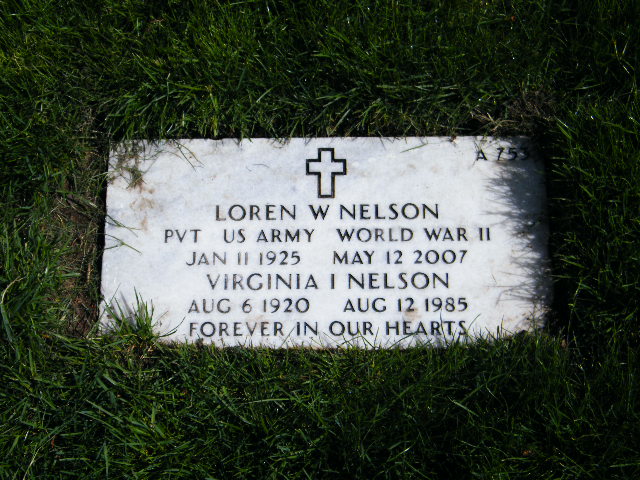 A 753
LOREN W NELSON
PVT US ARMY WORLD WAR II
JAN 11 1925 MAY 12 2007
VIRGINIA I NELSON
AUG 6 1920 AUG 12 1985
FOREVER IN OUR HEARTS